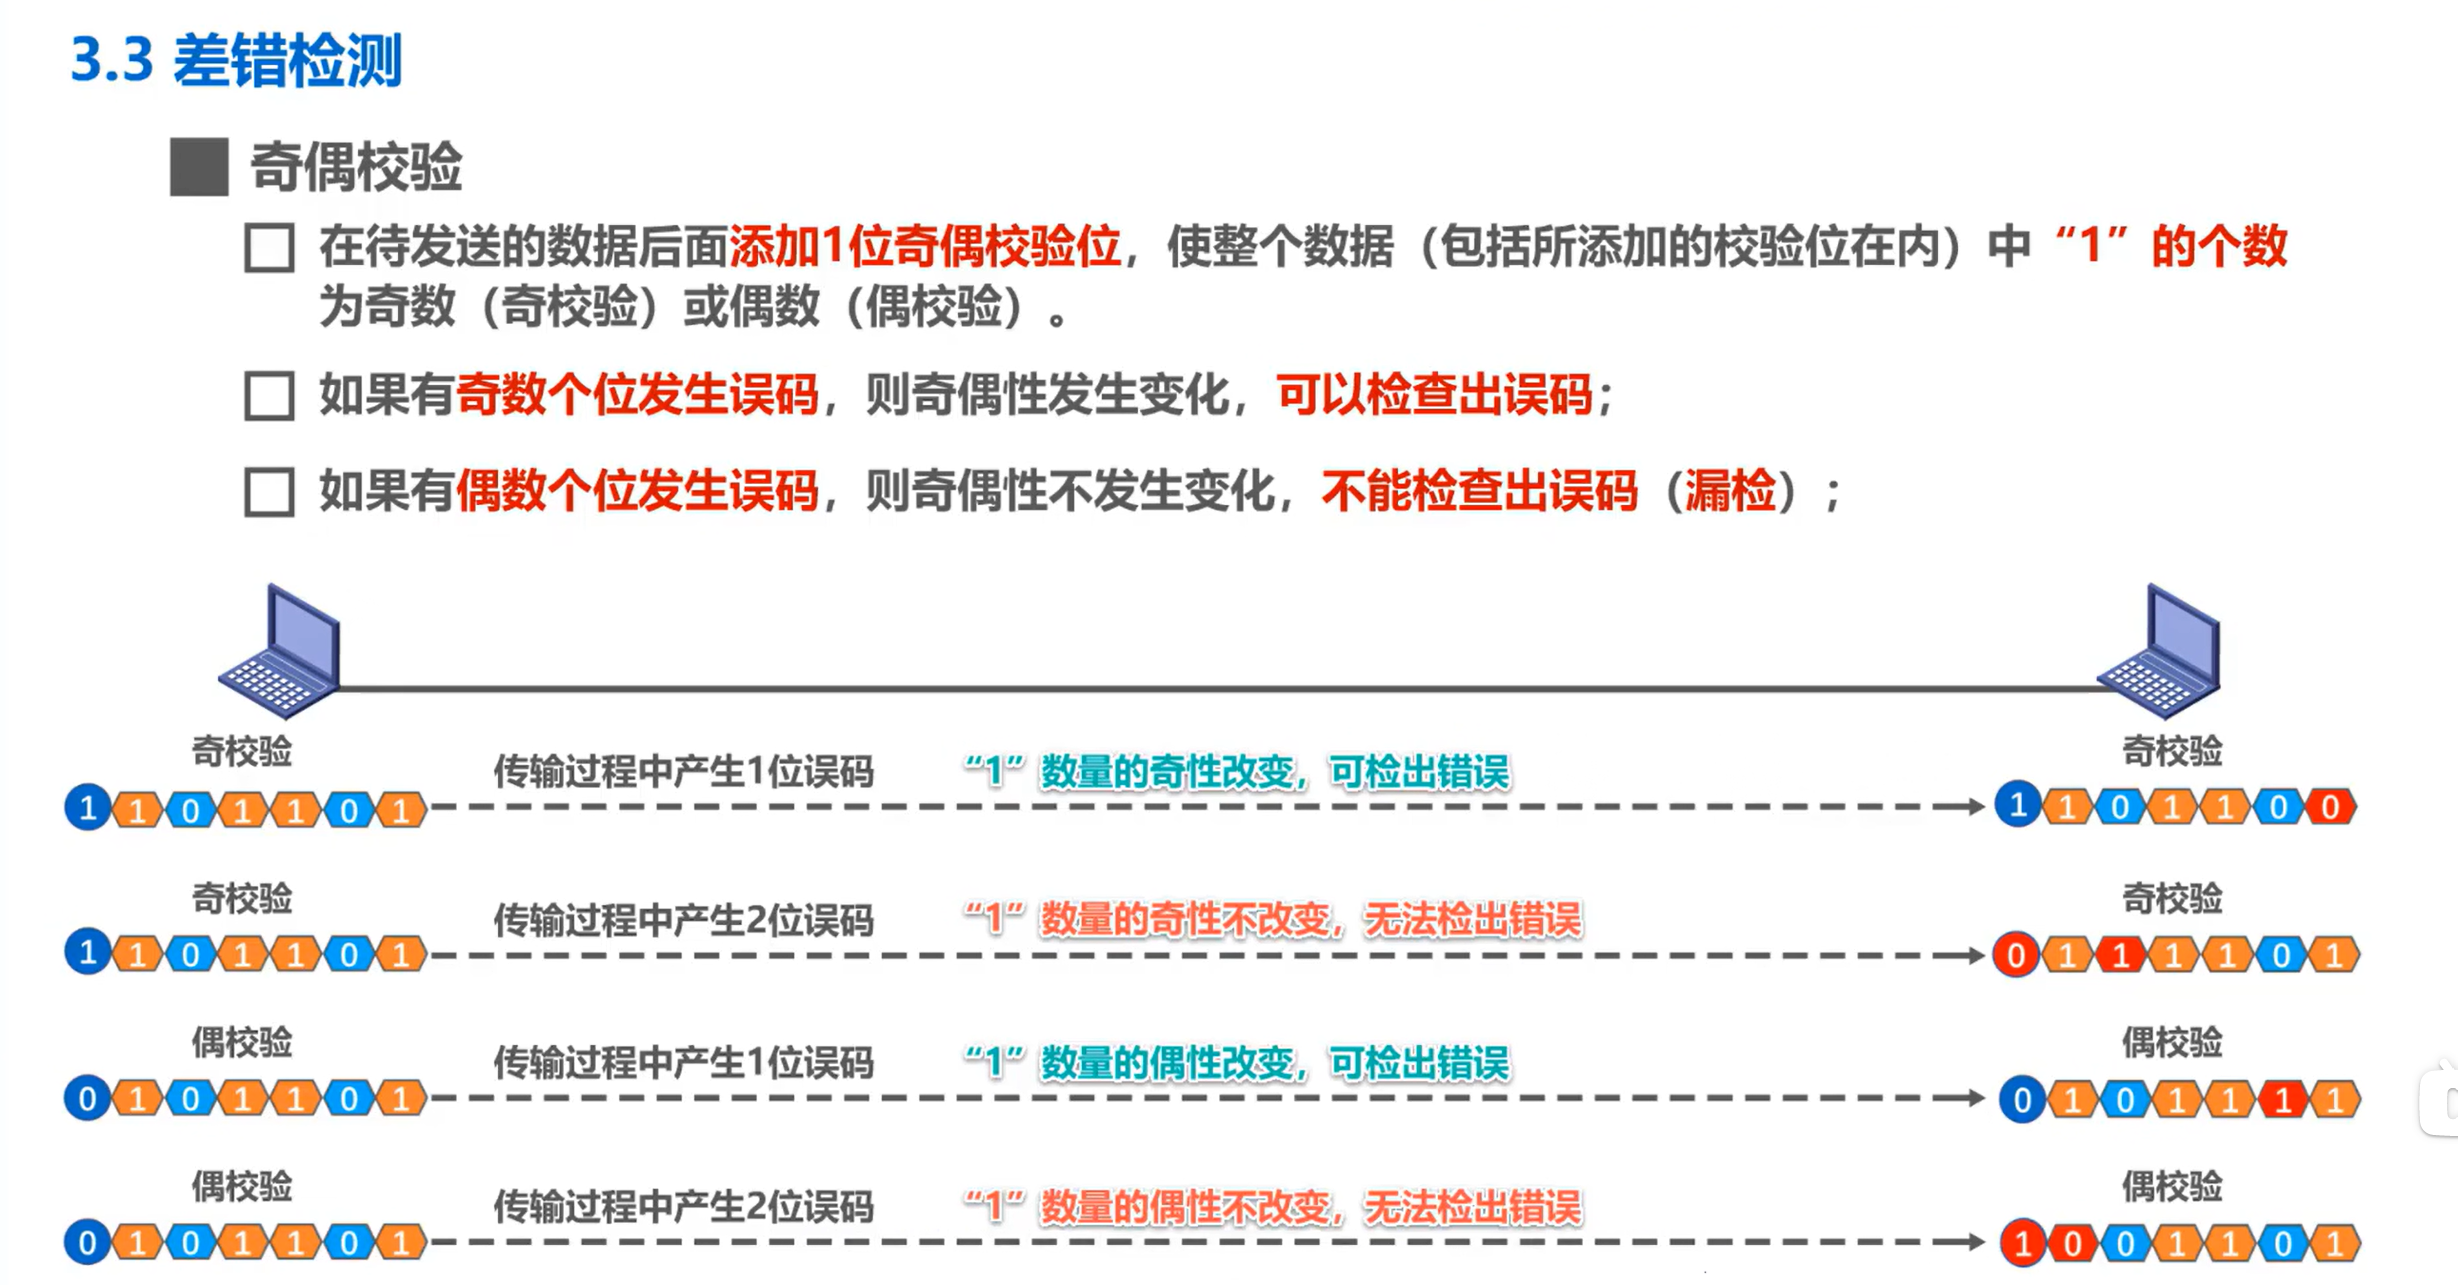 3.3 差错检测
奇偶校验
在待发送的数据后面添加1位奇偶校验位，使整个数据（包括所添加的校验位在内）中“1”的个数
为奇数（奇校验）或偶数（偶校验）。
如果有奇数个位发生误码，则奇偶性发生变化，可以检查出误码；
如果有偶数个位发生误码，则奇偶性不发生变化，不能检查出误码（漏检）；
奇校验 奇校验
传输过程中产生1位误码 “1”数量的奇性改变，可检出错误
1 1 0 1 1 0 1 1 1 0 1 1 0 0
奇校验 奇校验
传输过程中产生2位误码 “1”数量的奇性不改变，无法检出错误
1 1 0 1 1 0 1 0 1 1 1 1 0 1
偶校验 偶校验
传输过程中产生1位误码 “1”数量的偶性改变，可检出错误
0 1 0 1 1 0 1 0 1 0 1 1 1 1
偶校验 偶校验
传输过程中产生2位误码 “1”数量的偶性不改变，无法检出错误
0 1 0 1 1 0 1 1 0 0 1 1 0 1